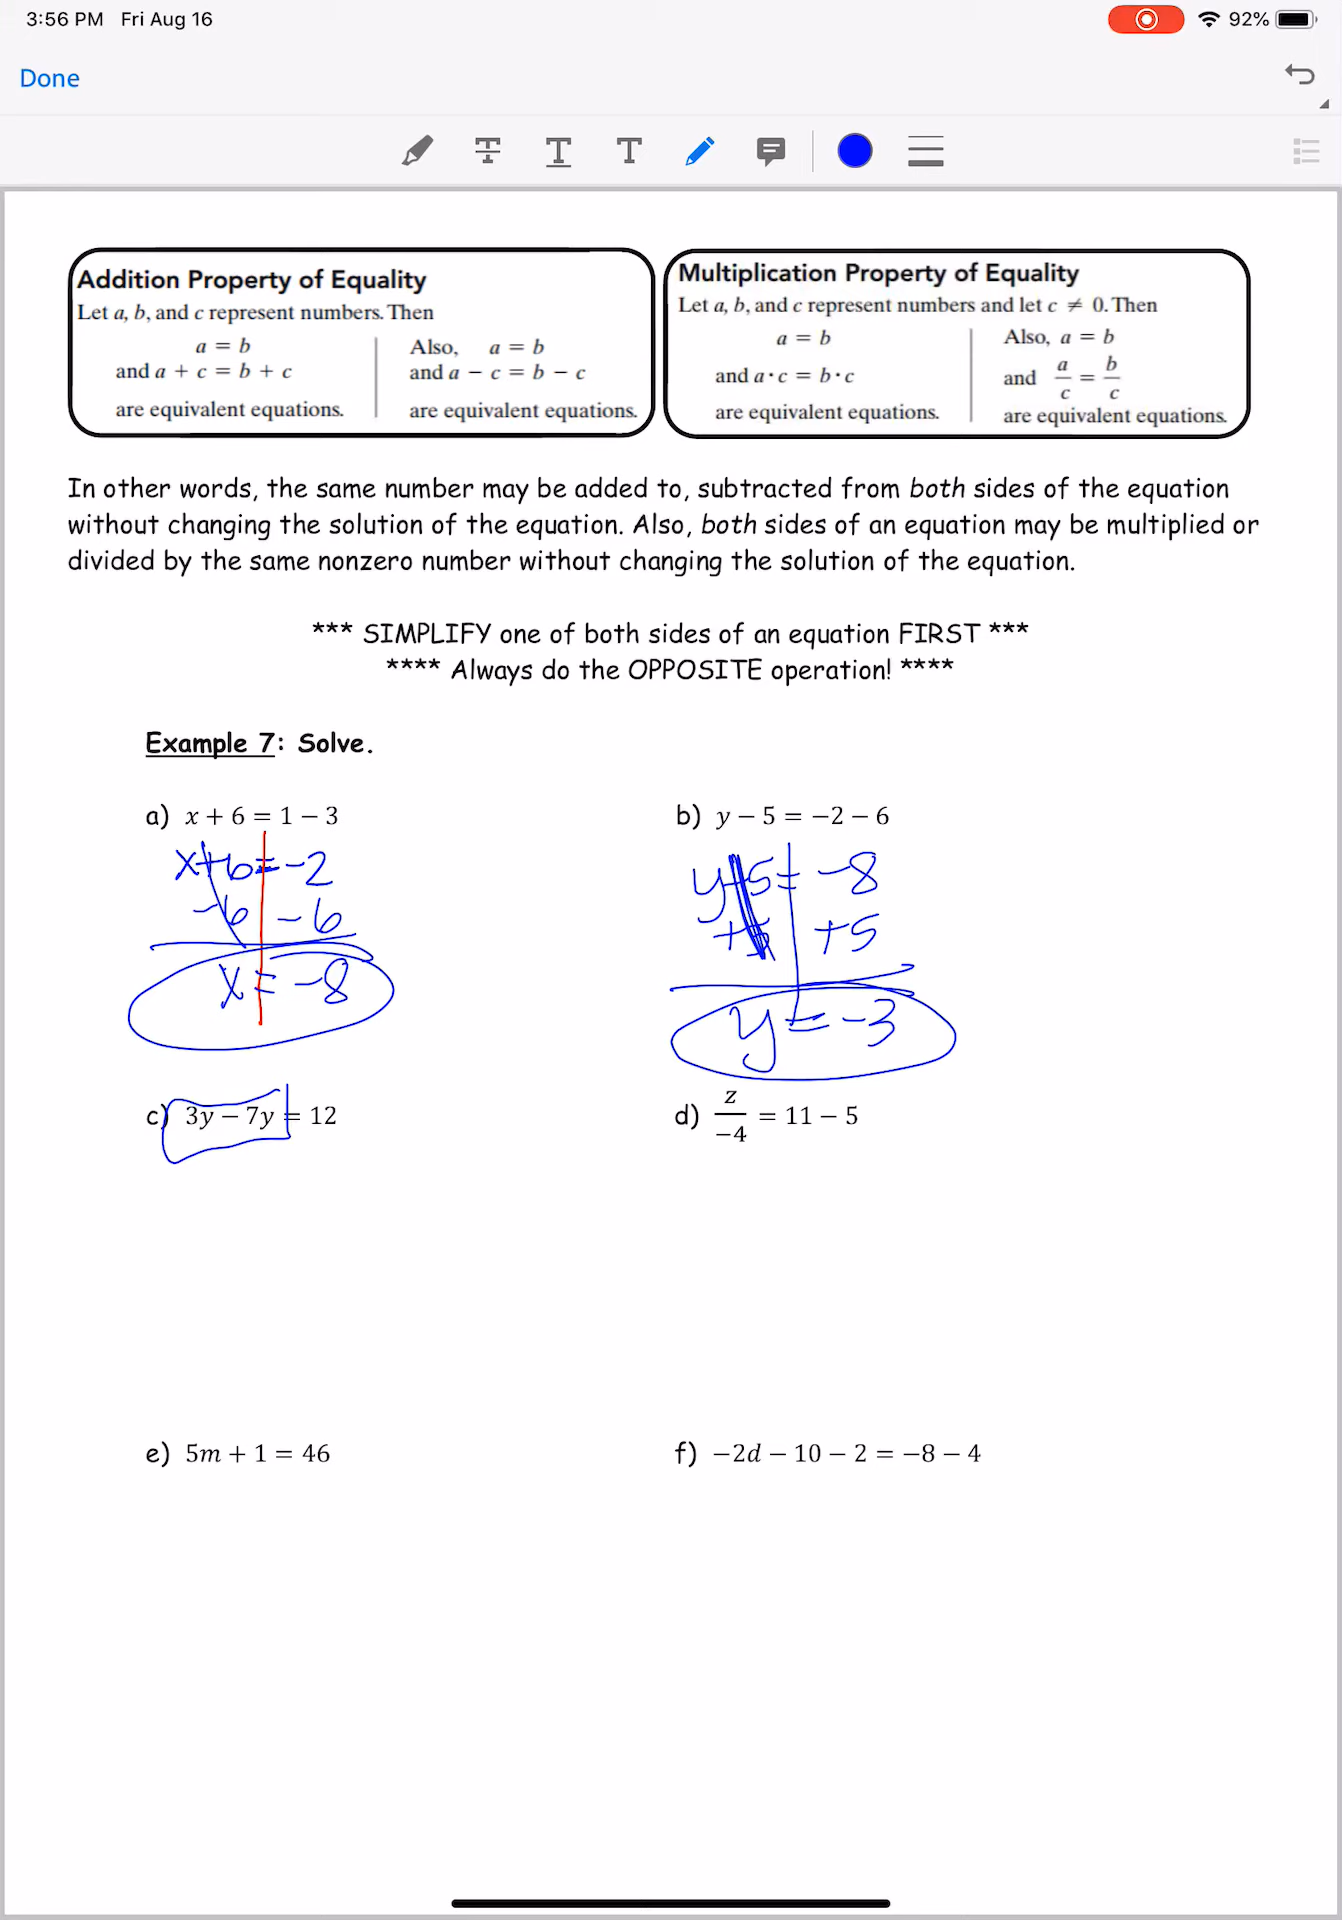 3:56 PM Fri Aug 16
92%
Done
Addition Property of Equality
Let a, b, and c represent numbers. Then
a = b
and a + c = b + c
are equivalent equations.
Also, a = b
and a − c = b − c
are equivalent equations.
Multiplication Property of Equality
Let a, b, and c represent numbers and let c ≠ 0. Then
a = b
and a · c = b · c
are equivalent equations.
Also, a = b
and a/c = b/c
are equivalent equations.
In other words, the same number may be added to, subtracted from both sides of the equation
without changing the solution of the equation. Also, both sides of an equation may be multiplied or
divided by the same nonzero number without changing the solution of the equation.
*** SIMPLIFY one of both sides of an equation FIRST ***
**** Always do the OPPOSITE operation! ****
Example 7: Solve.
a) x + 6 = 1 − 3
x+6=-2
-6 -6
x = -8
b) y − 5 = −2 − 6
y-5= -8
+5 +5
y = -3
c) 3y − 7y = 12
d) z/−4 = 11 − 5
e) 5m + 1 = 46
f) −2d − 10 − 2 = −8 − 4